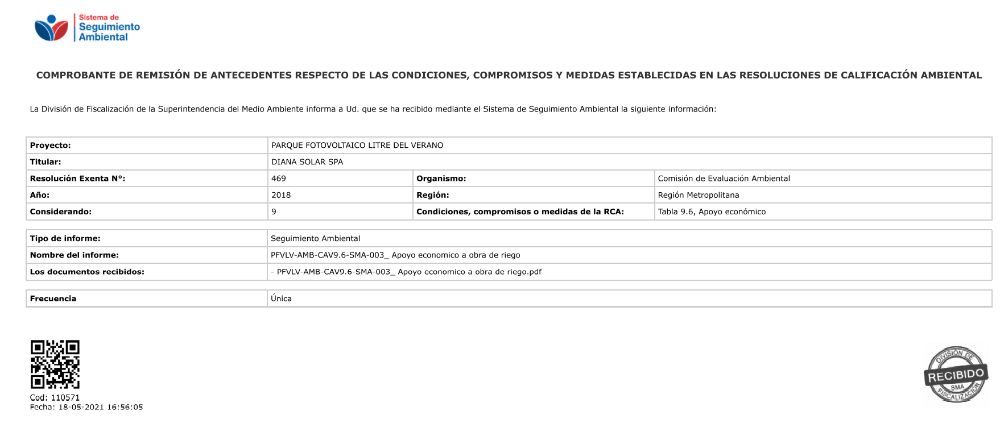 Sistema de
Seguimiento
Ambiental
COMPROBANTE DE REMISIÓN DE ANTECEDENTES RESPECTO DE LAS CONDICIONES, COMPROMISOS Y MEDIDAS ESTABLECIDAS EN LAS RESOLUCIONES DE CALIFICACIÓN AMBIENTAL
La División de Fiscalización de la Superintendencia del Medio Ambiente informa a Ud. que se ha recibido mediante el Sistema de Seguimiento Ambiental la siguiente información:
Proyecto: PARQUE FOTOVOLTAICO LITRE DEL VERANO
Titular: DIANA SOLAR SPA
Resolución Exenta N°: 469 Organismo: Comisión de Evaluación Ambiental
Año: 2018 Región: Región Metropolitana
Considerando: 9 Condiciones, compromisos o medidas de la RCA: Tabla 9.6, Apoyo económico
Tipo de informe: Seguimiento Ambiental
Nombre del informe: PFVLV-AMB-CAV9.6-SMA-003_ Apoyo economico a obra de riego
Los documentos recibidos: - PFVLV-AMB-CAV9.6-SMA-003_ Apoyo economico a obra de riego.pdf
Frecuencia Única
Cod: 110571
Fecha: 18-05-2021 16:56:05
DIVISIÓN DE
RECIBIDO
SMA
FISCALIZACIÓN